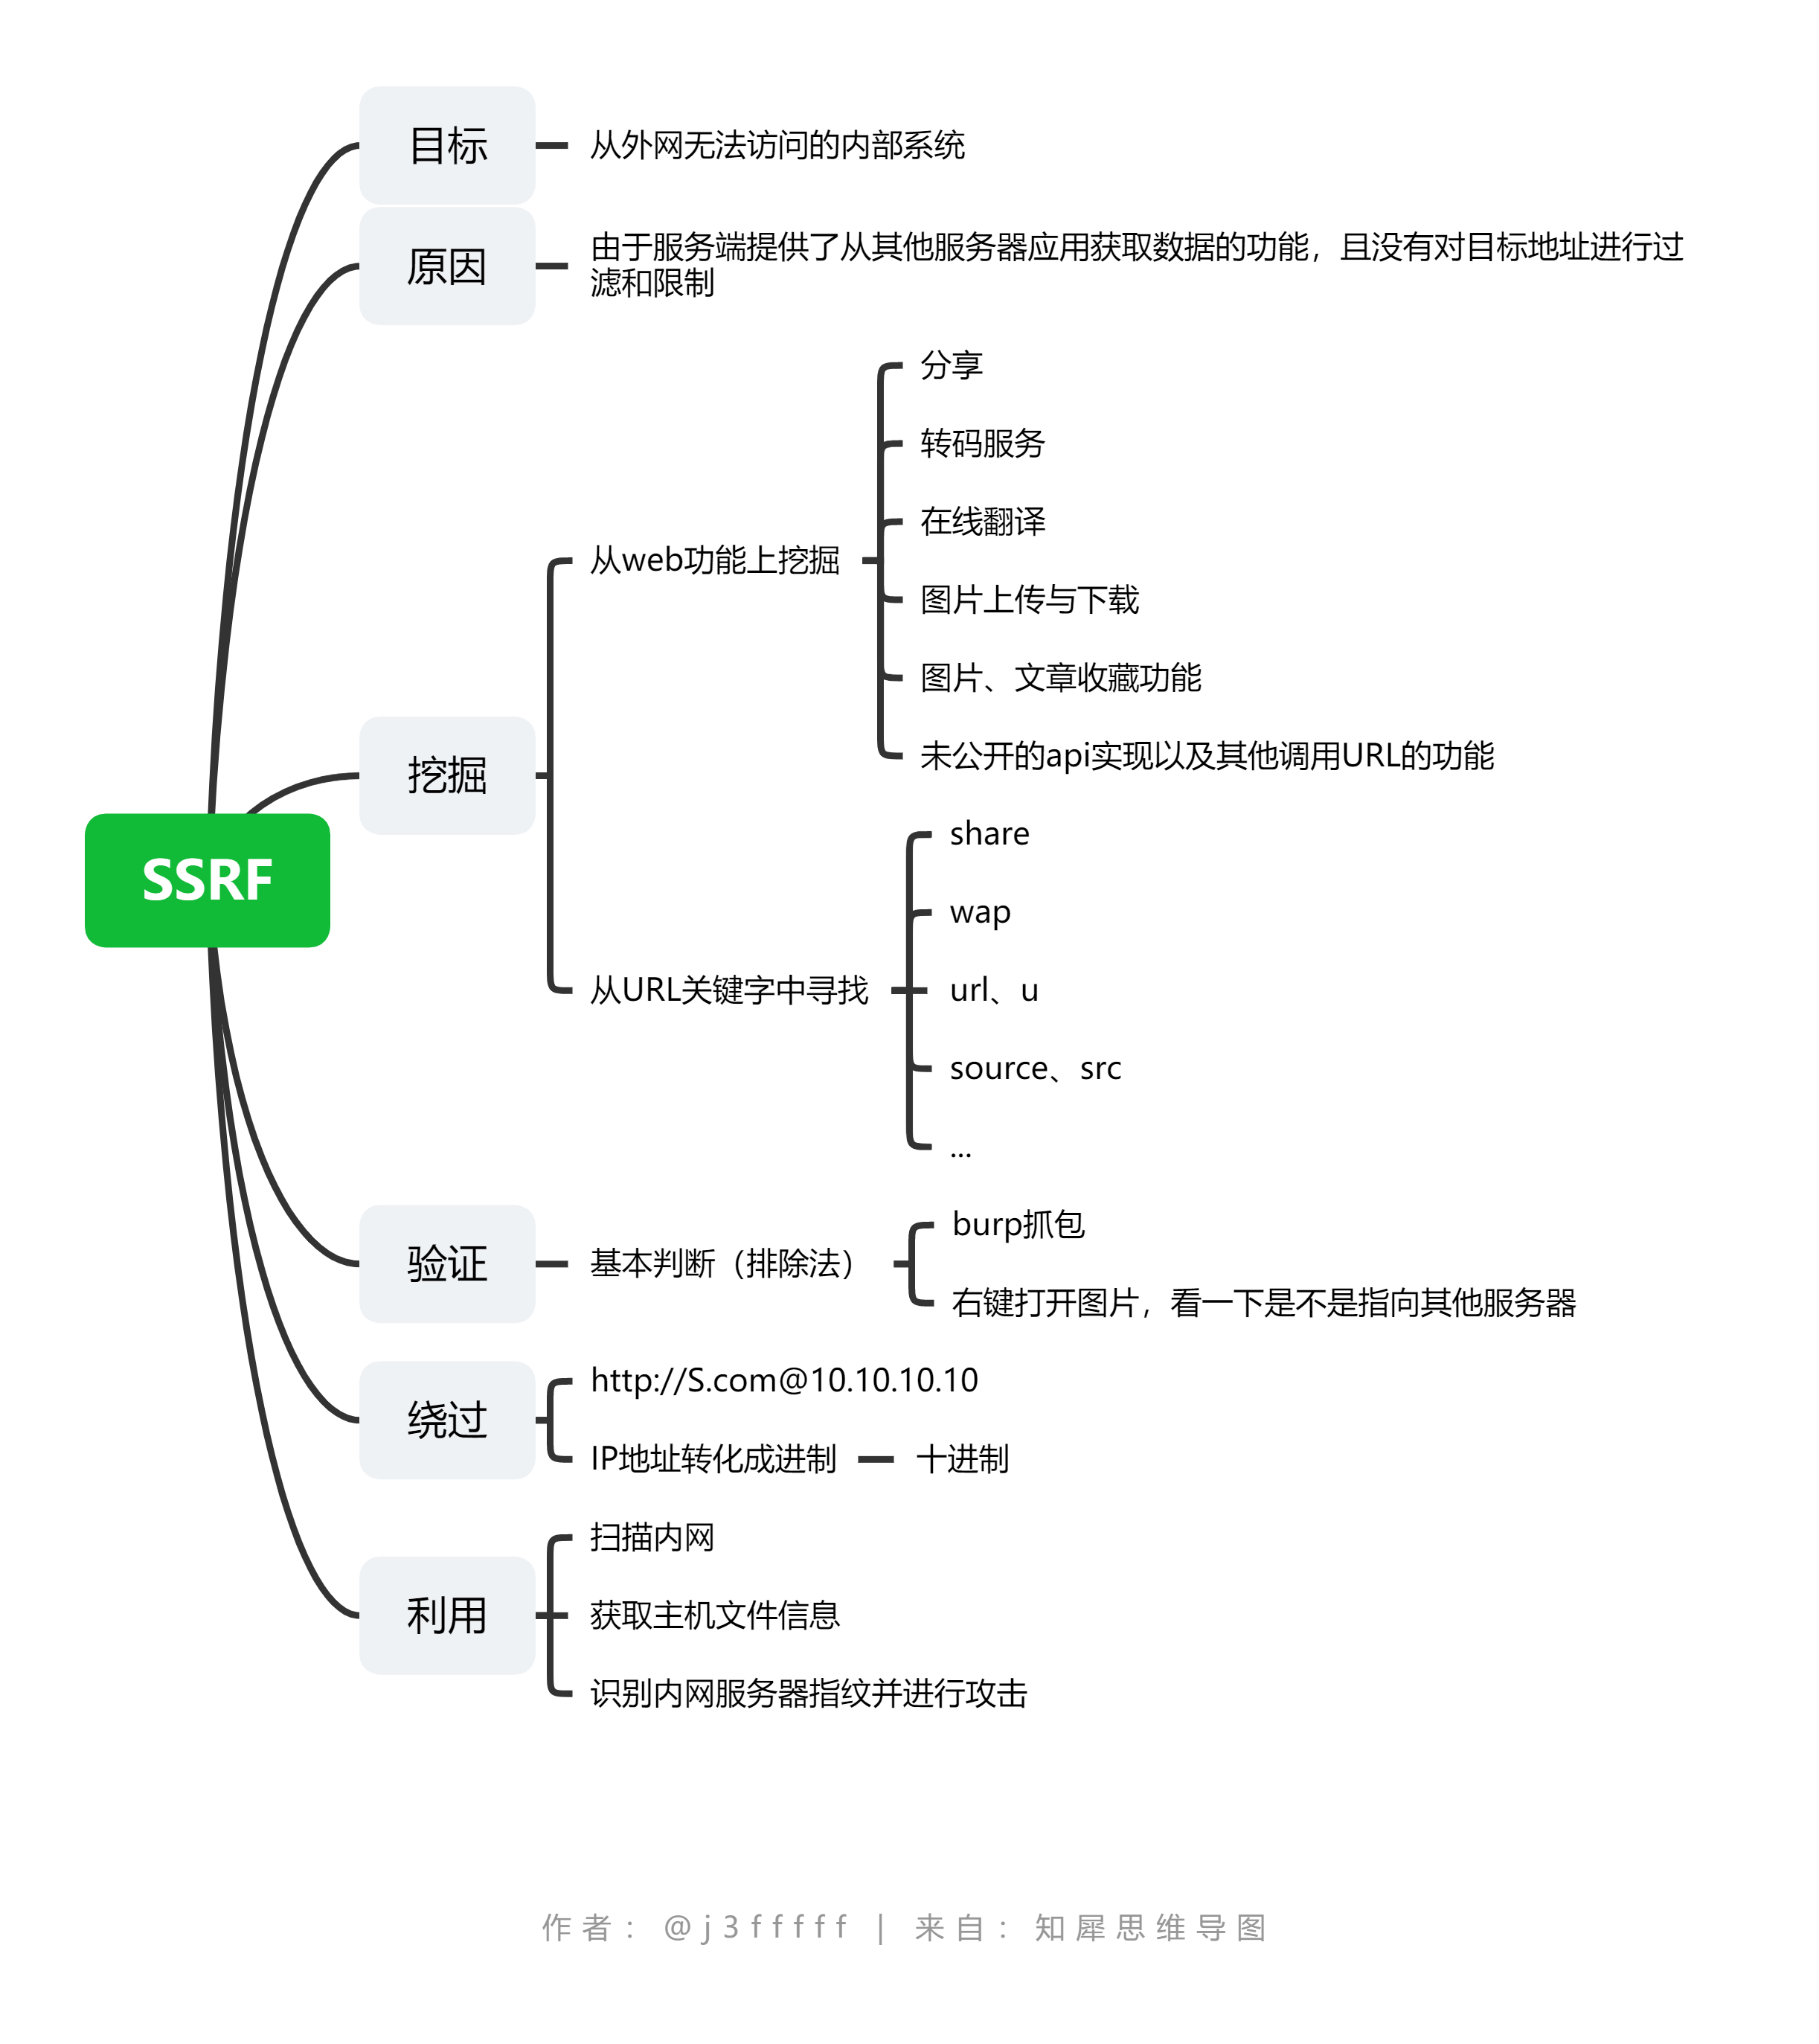 目标
从外网无法访问的内部系统
原因
由于服务端提供了从其他服务器应用获取数据的功能，且没有对目标地址进行过
滤和限制
SSRF
挖掘
从web功能上挖掘
分享
转码服务
在线翻译
图片上传与下载
图片、文章收藏功能
未公开的api实现以及其他调用URL的功能
从URL关键字中寻找
share
wap
url、u
source、src
...
验证
基本判断（排除法）
burp抓包
右键打开图片，看一下是不是指向其他服务器
绕过
http://S.com@10.10.10.10
IP地址转化成进制
十进制
利用
扫描内网
获取主机文件信息
识别内网服务器指纹并进行攻击
作者：@j3fffff | 来自：知犀思维导图